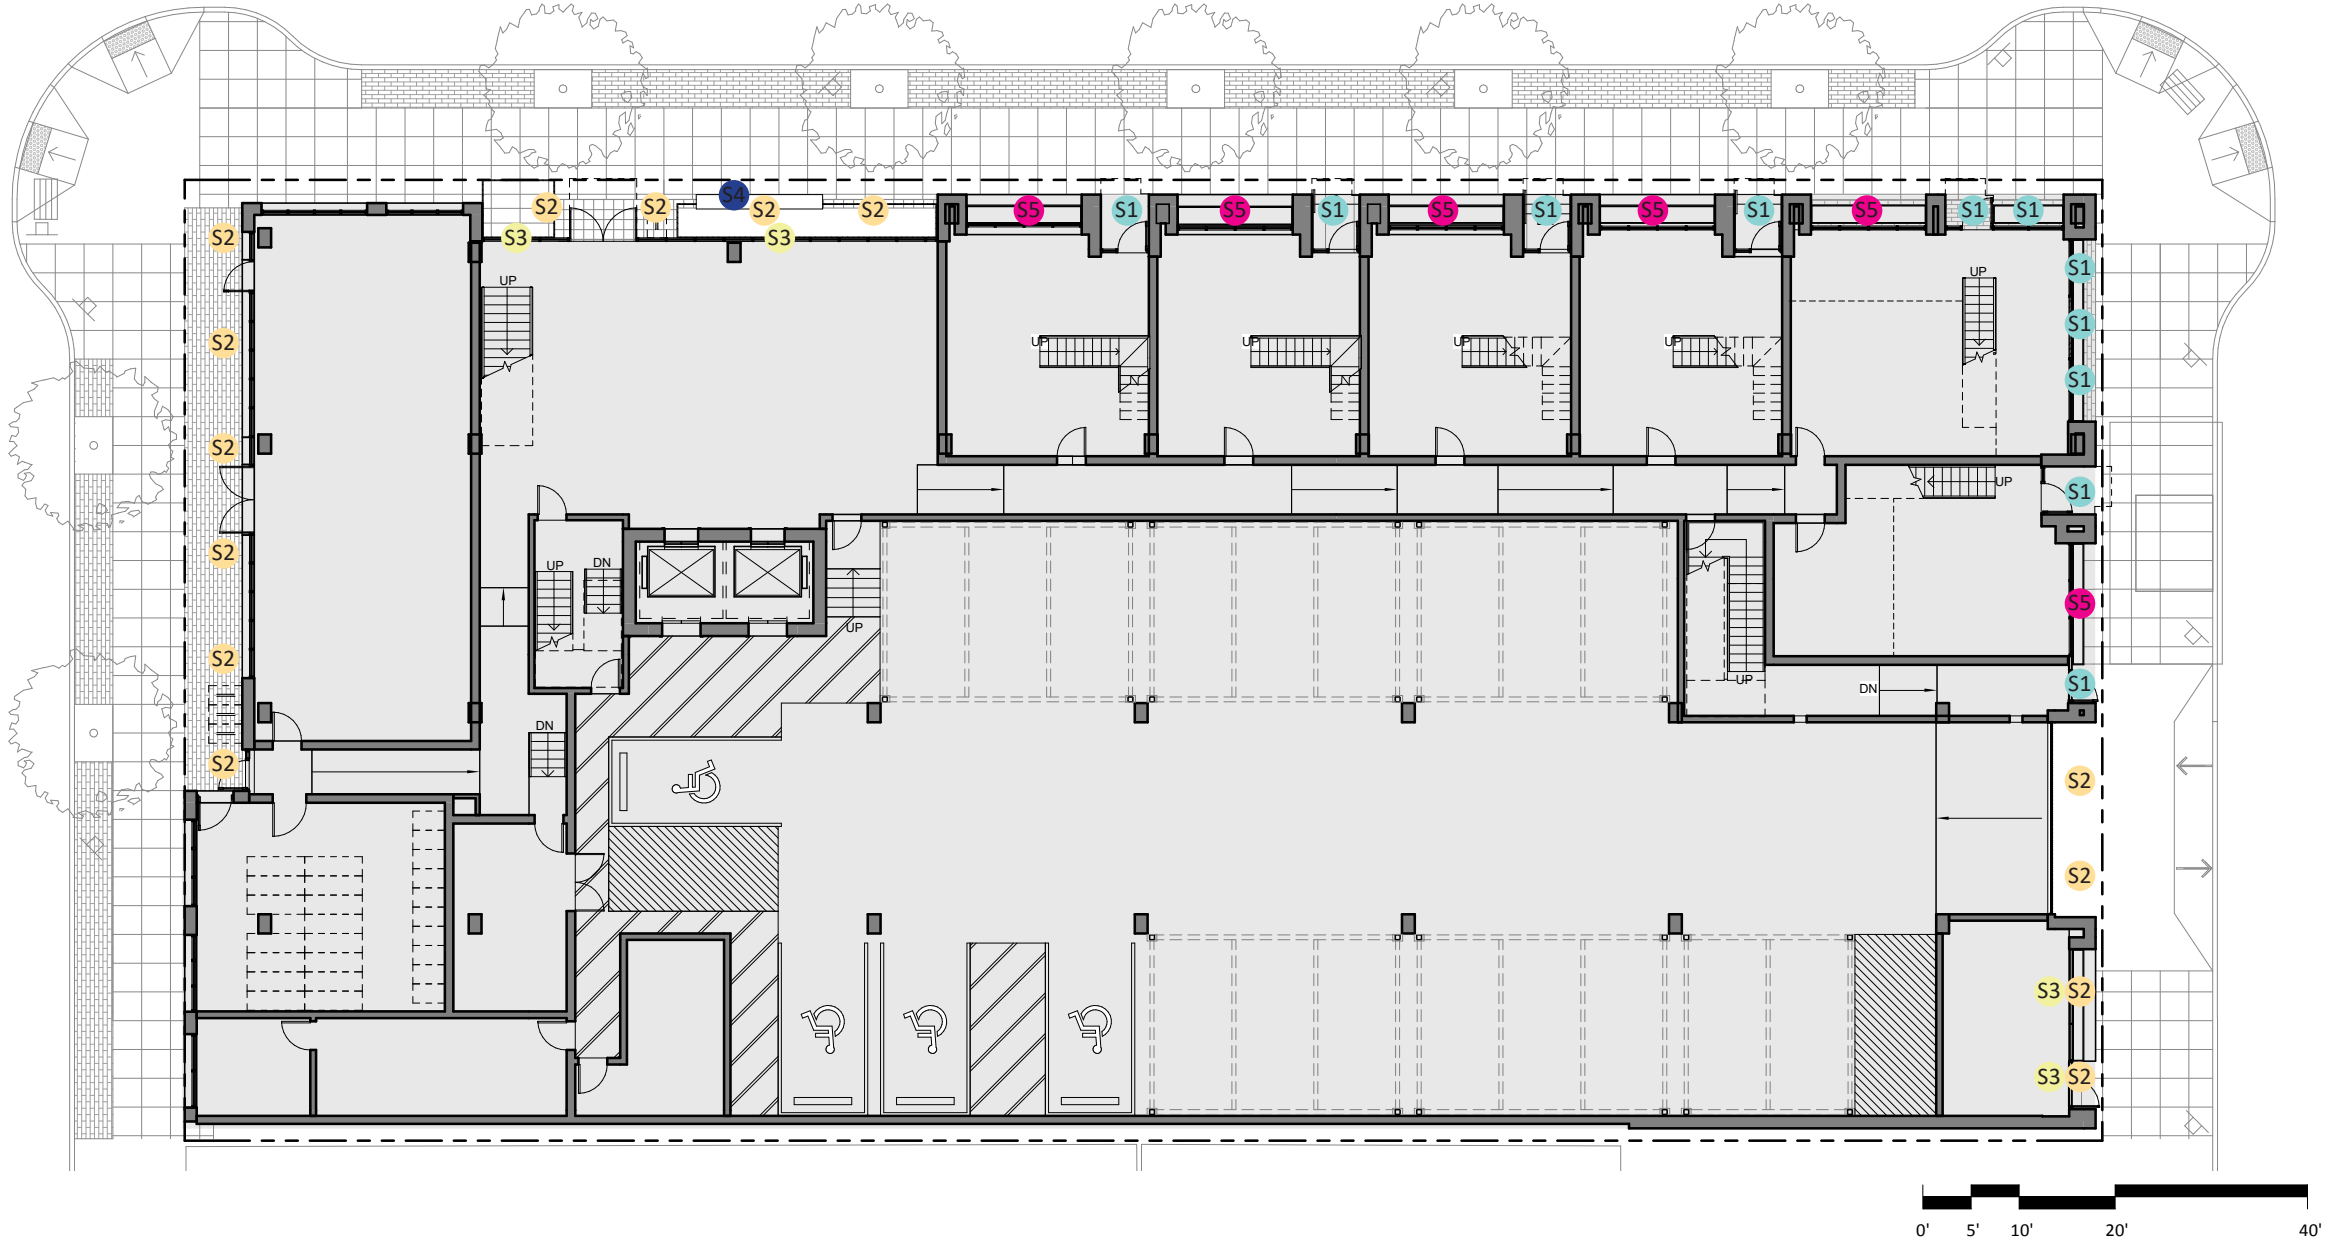 S4
S2 S2 S2 S2 S5 S1 S5 S1 S5 S1 S5 S1 S5 S1 S1
S2 S3 S3
S1
UP UP
S1
S2 UP UP UP UP
S1
S2
UP S1
S2
UP DN
S5
UP
S2
UP DN S1
DN
S2 S2
S2
S3 S2
S3 S2
0' 5' 10' 20' 40'